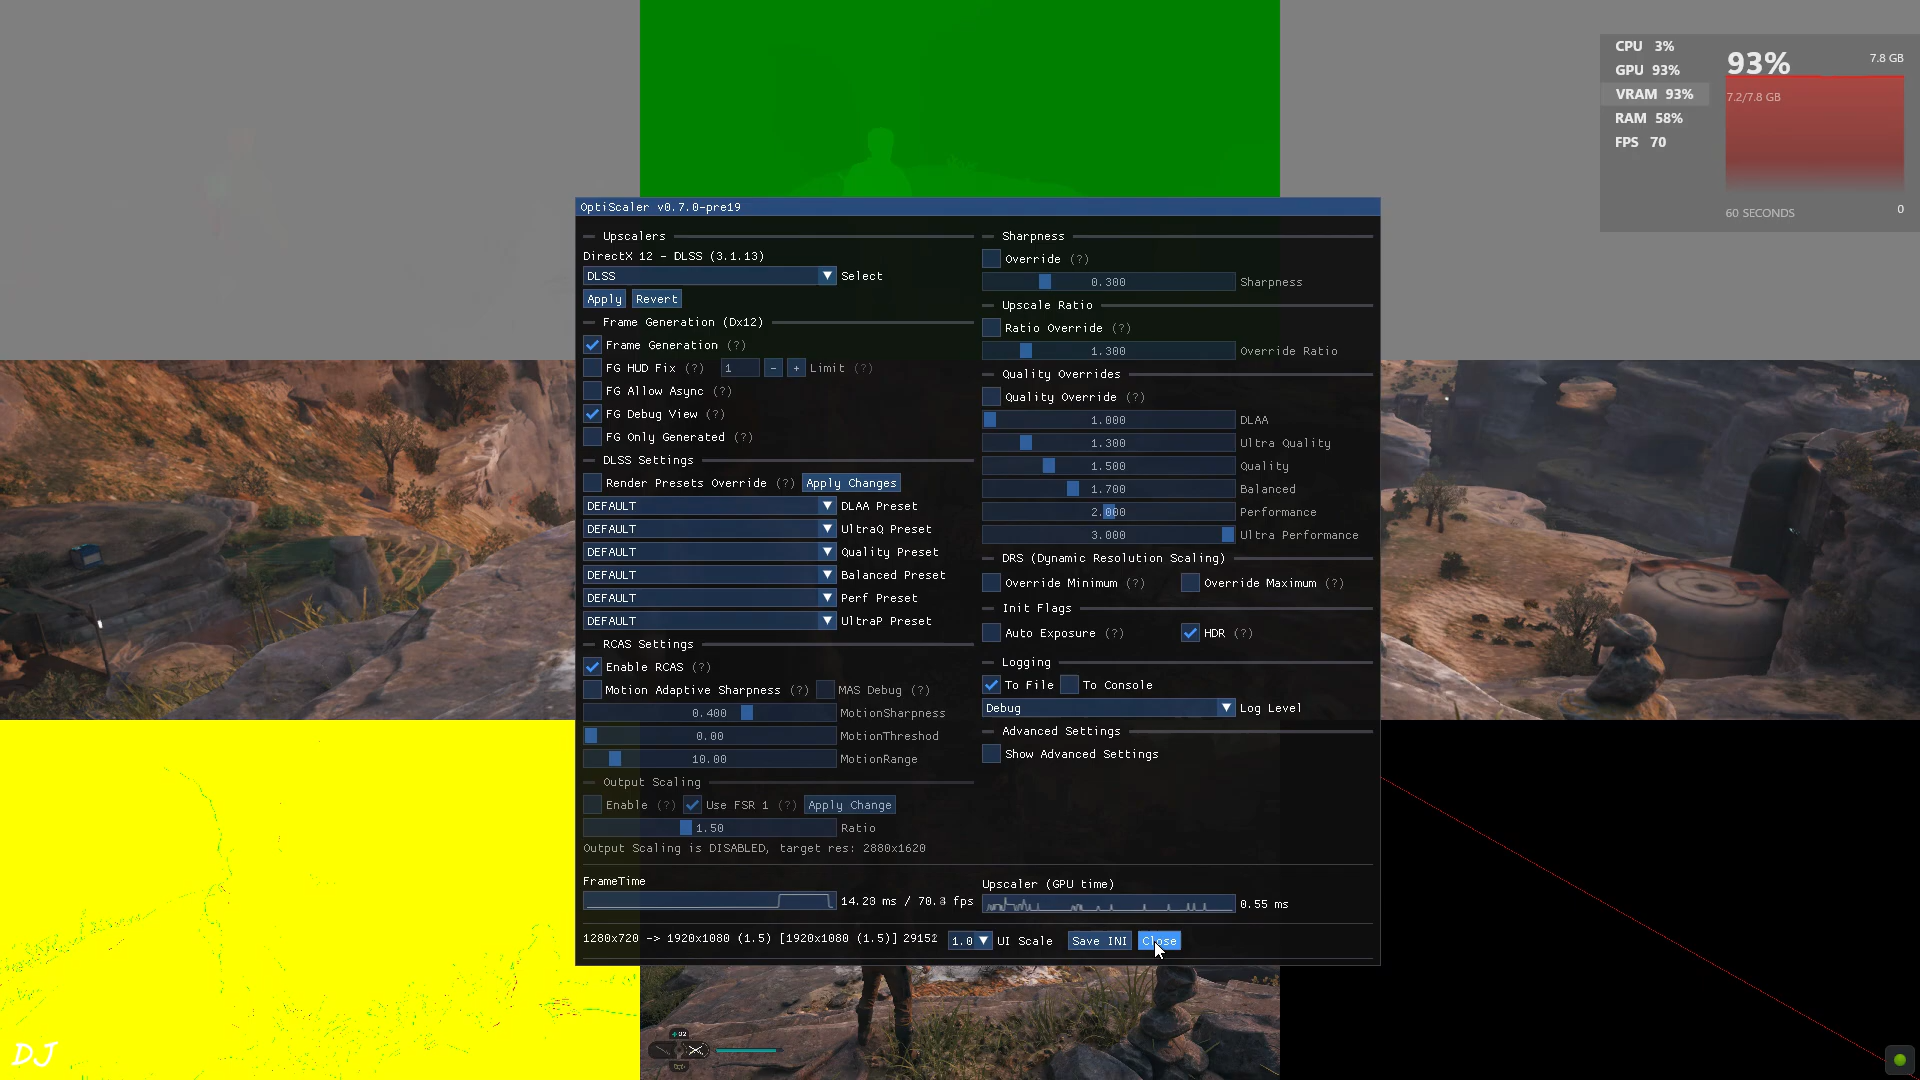 CPU 3%
GPU 93%
VRAM 93%
RAM 58%
FPS 70
93%
7.8 GB
7.2/7.8 GB
60 SECONDS
0
OptiScaler v0.7.0-pre19
Upscalers
DirectX 12 - DLSS (3.1.13)
DLSS
Select
Apply Revert
Frame Generation (Dx12)
Frame Generation (?)
FG HUD Fix (?) 1 - + Limit (?)
FG Allow Async (?)
FG Debug View (?)
FG Only Generated (?)
DLSS Settings
Render Presets Override (?) Apply Changes
DEFAULT DLAA Preset
DEFAULT UltraQ Preset
DEFAULT Quality Preset
DEFAULT Balanced Preset
DEFAULT Perf Preset
DEFAULT UltraP Preset
RCAS Settings
Enable RCAS (?)
Motion Adaptive Sharpness (?) MAS Debug (?)
0.400 MotionSharpness
0.00 MotionThreshod
10.00 MotionRange
Output Scaling
Enable (?) Use FSR 1 (?) Apply Change
1.50 Ratio
Output Scaling is DISABLED, target res: 2880x1620
Sharpness
Override (?)
0.300 Sharpness
Upscale Ratio
Ratio Override (?)
1.300 Override Ratio
Quality Overrides
Quality Override (?)
1.000 DLAA
1.300 Ultra Quality
1.500 Quality
1.700 Balanced
2.000 Performance
3.000 Ultra Performance
DRS (Dynamic Resolution Scaling)
Override Minimum (?) Override Maximum (?)
Init Flags
Auto Exposure (?) HDR (?)
Logging
To File To Console
Debug Log Level
Advanced Settings
Show Advanced Settings
FrameTime
14.23 ms / 70.3 fps
Upscaler (GPU time)
0.55 ms
1280x720 -> 1920x1080 (1.5) [1920x1080 (1.5)] 1.0 UI Scale Save INI Close
DJ